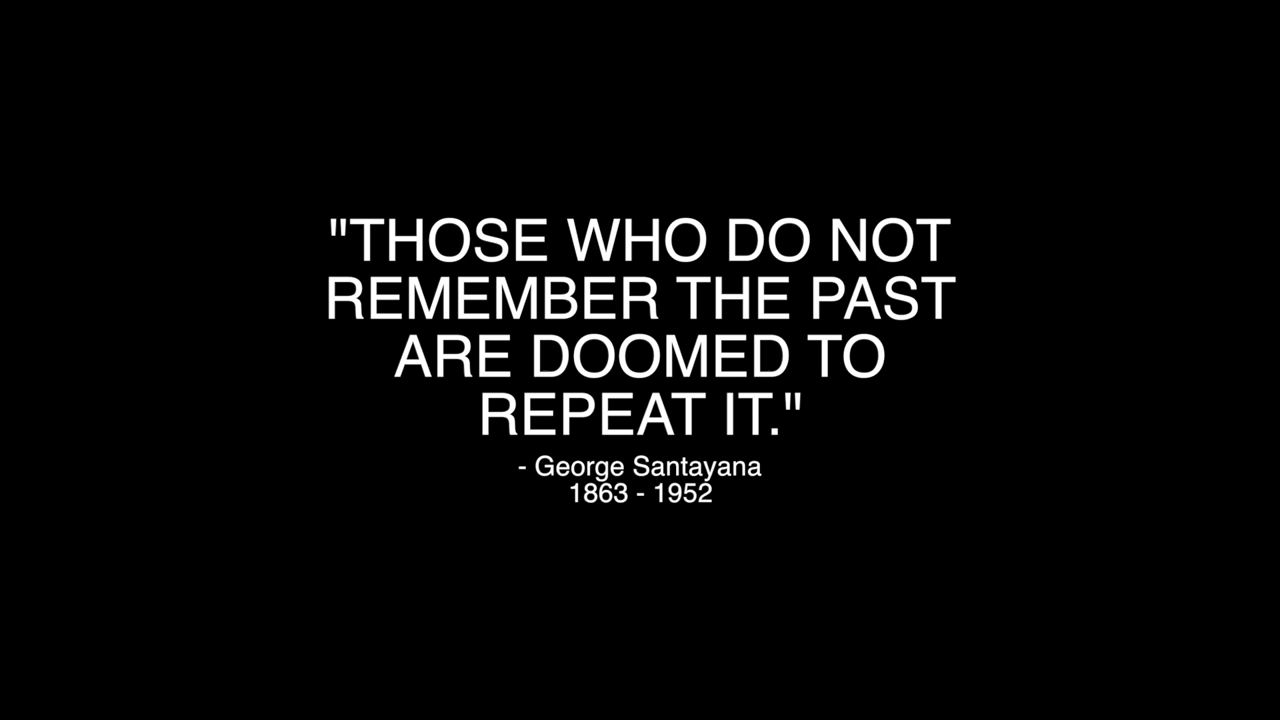 "THOSE WHO DO NOT
REMEMBER THE PAST
ARE DOOMED TO
REPEAT IT."
- George Santayana
1863 - 1952